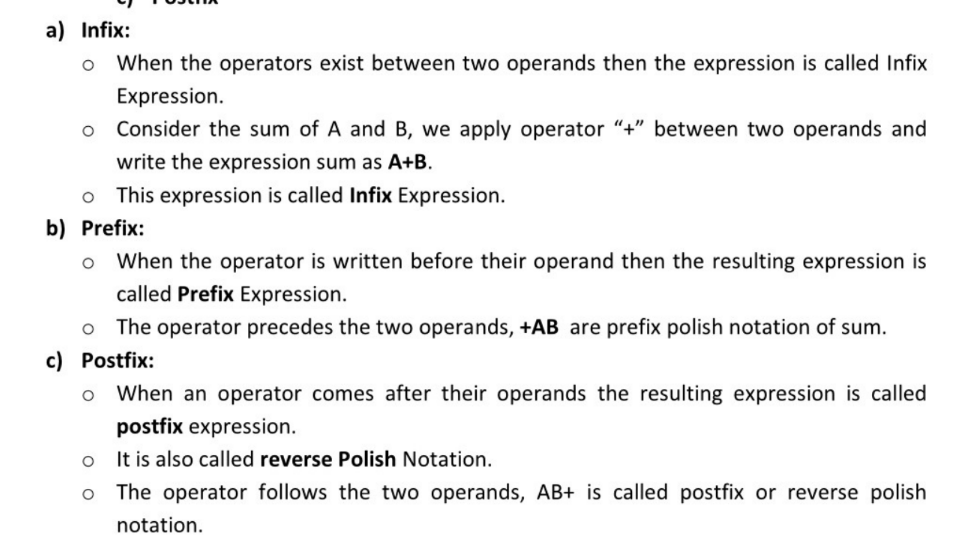 a) Infix:
o When the operators exist between two operands then the expression is called Infix
Expression.
o Consider the sum of A and B, we apply operator “+” between two operands and
write the expression sum as A+B.
o This expression is called Infix Expression.
b) Prefix:
o When the operator is written before their operand then the resulting expression is
called Prefix Expression.
o The operator precedes the two operands, +AB are prefix polish notation of sum.
c) Postfix:
o When an operator comes after their operands the resulting expression is called
postfix expression.
o It is also called reverse Polish Notation.
o The operator follows the two operands, AB+ is called postfix or reverse polish
notation.